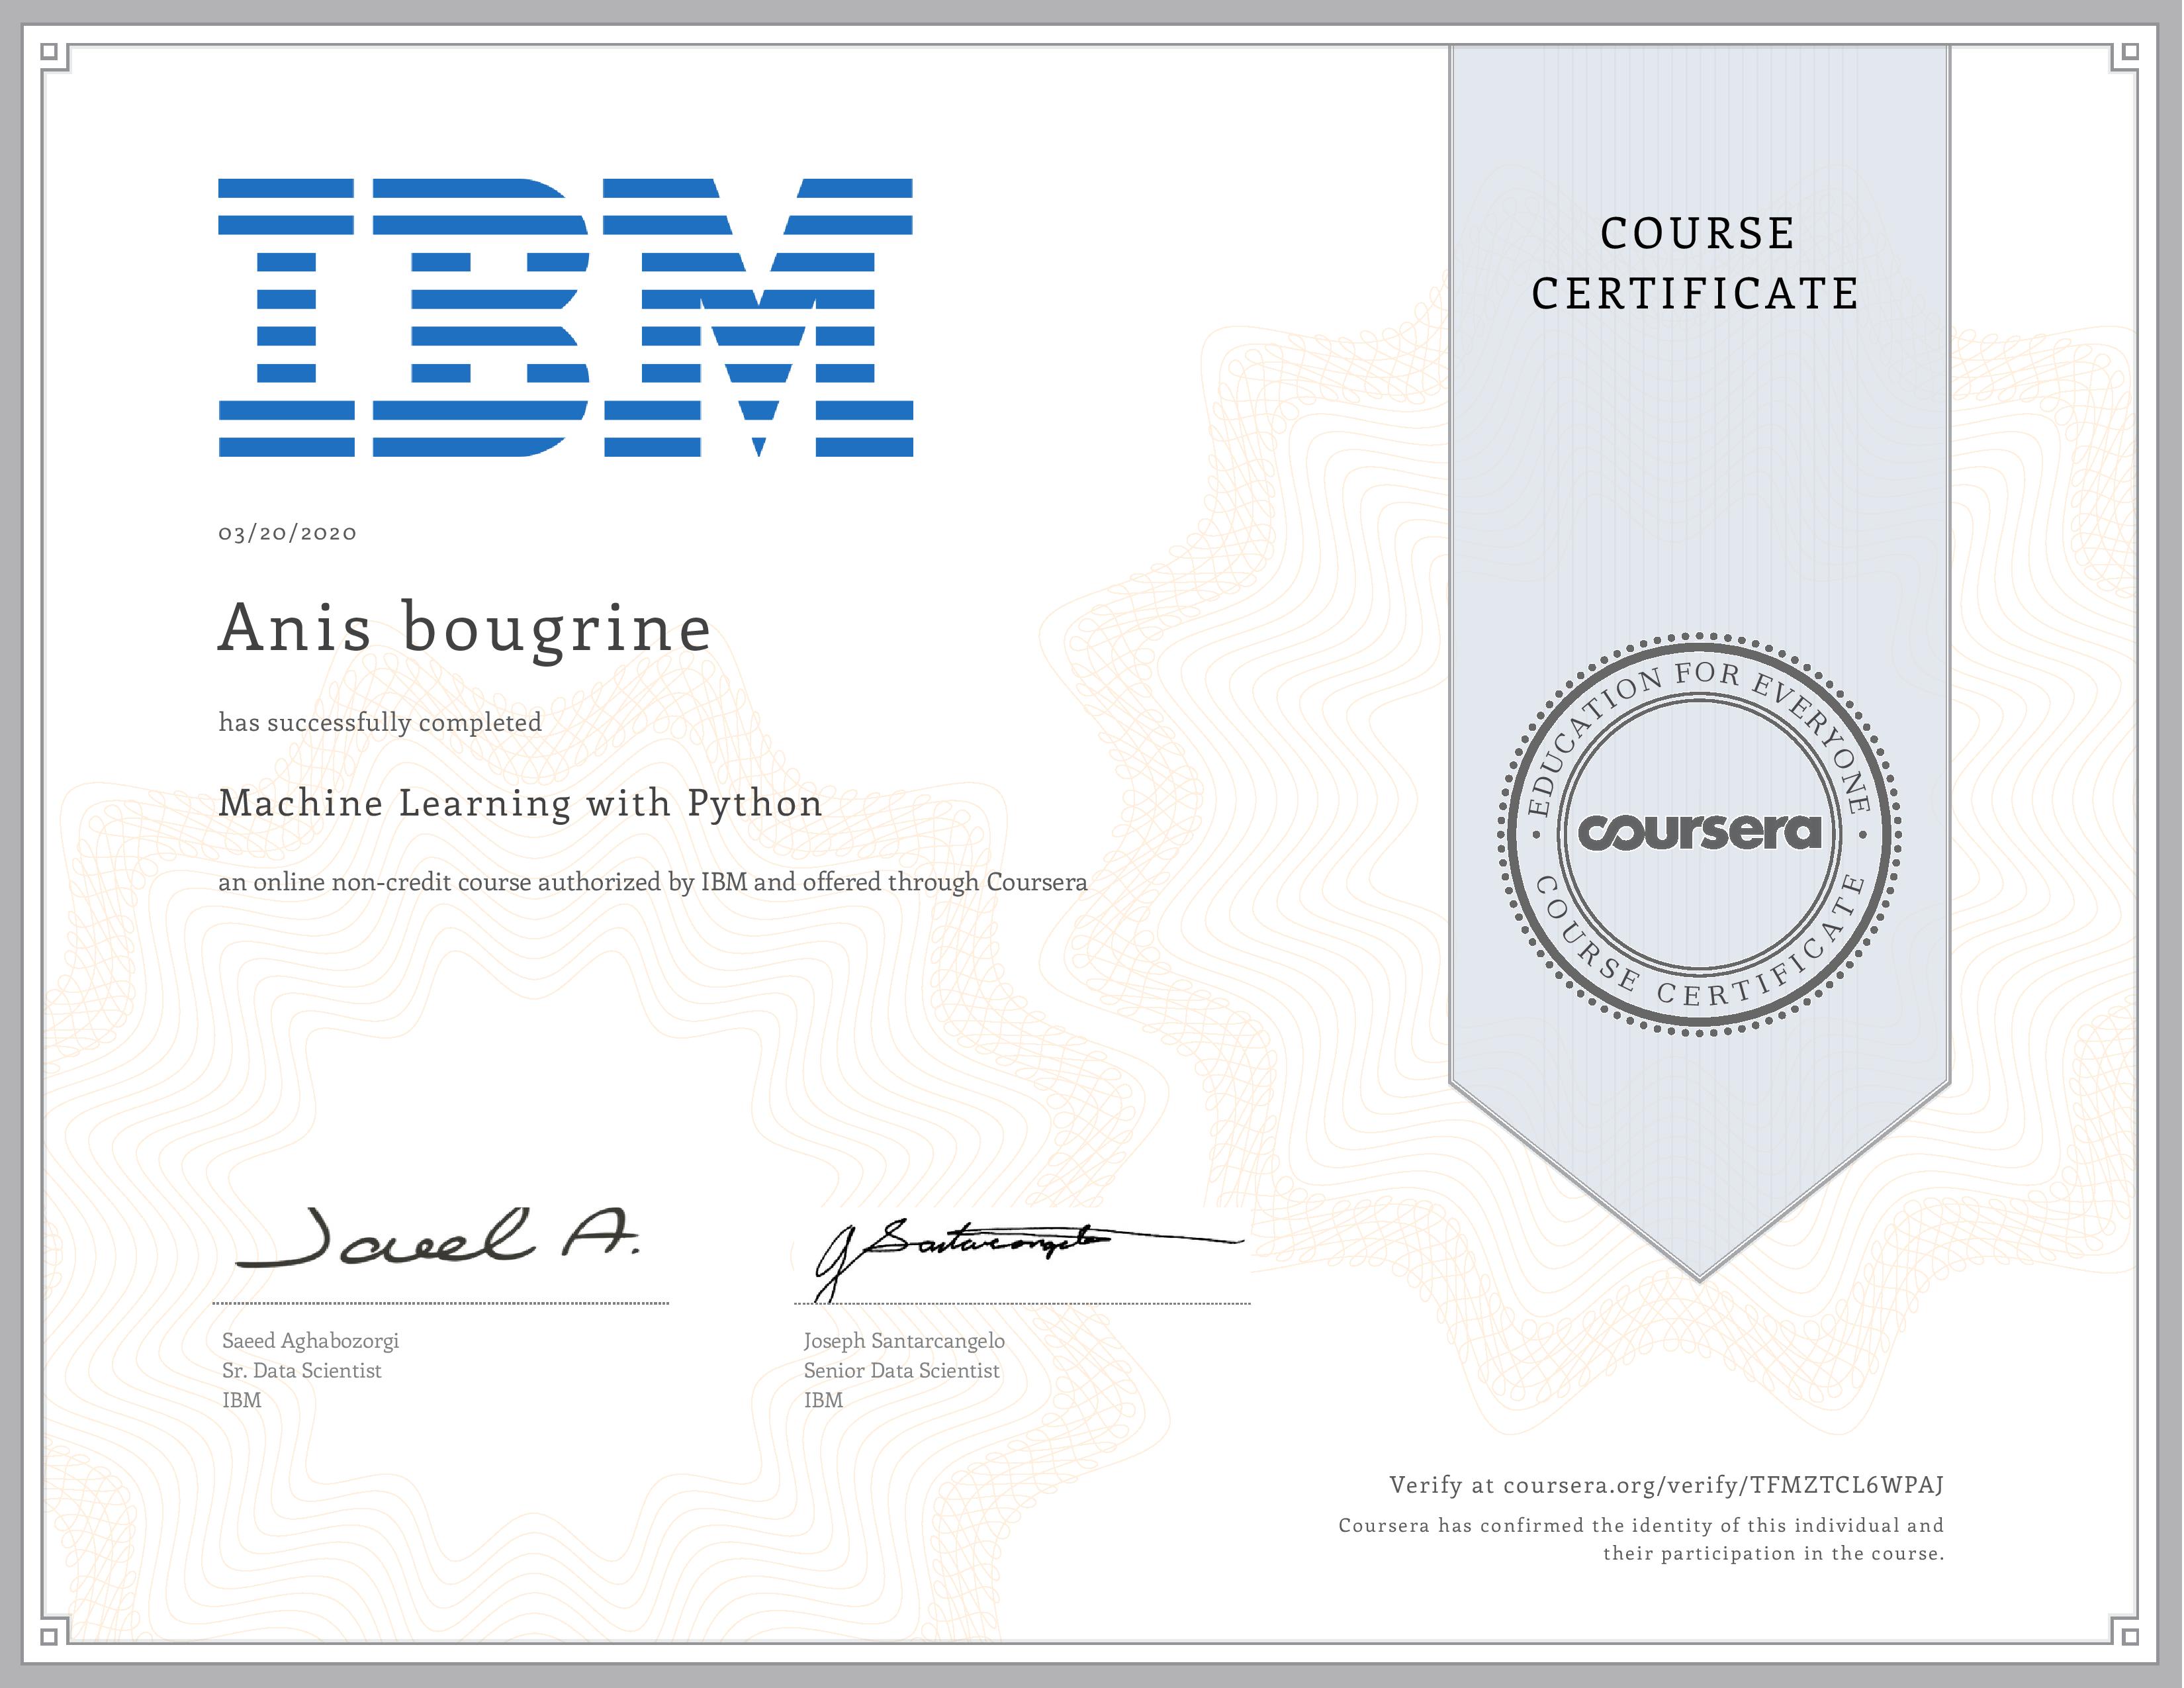 IBM
COURSE
CERTIFICATE
03/20/2020
Anis bougrine
has successfully completed
Machine Learning with Python
an online non-credit course authorized by IBM and offered through Coursera
EDUCATION FOR EVERYONE
coursera
COURSE CERTIFICATE
Saeed Aghabozorgi
Sr. Data Scientist
IBM
J Santarcangelo
Joseph Santarcangelo
Senior Data Scientist
IBM
Verify at coursera.org/verify/TFMZTCL6WPAJ
Coursera has confirmed the identity of this individual and
their participation in the course.